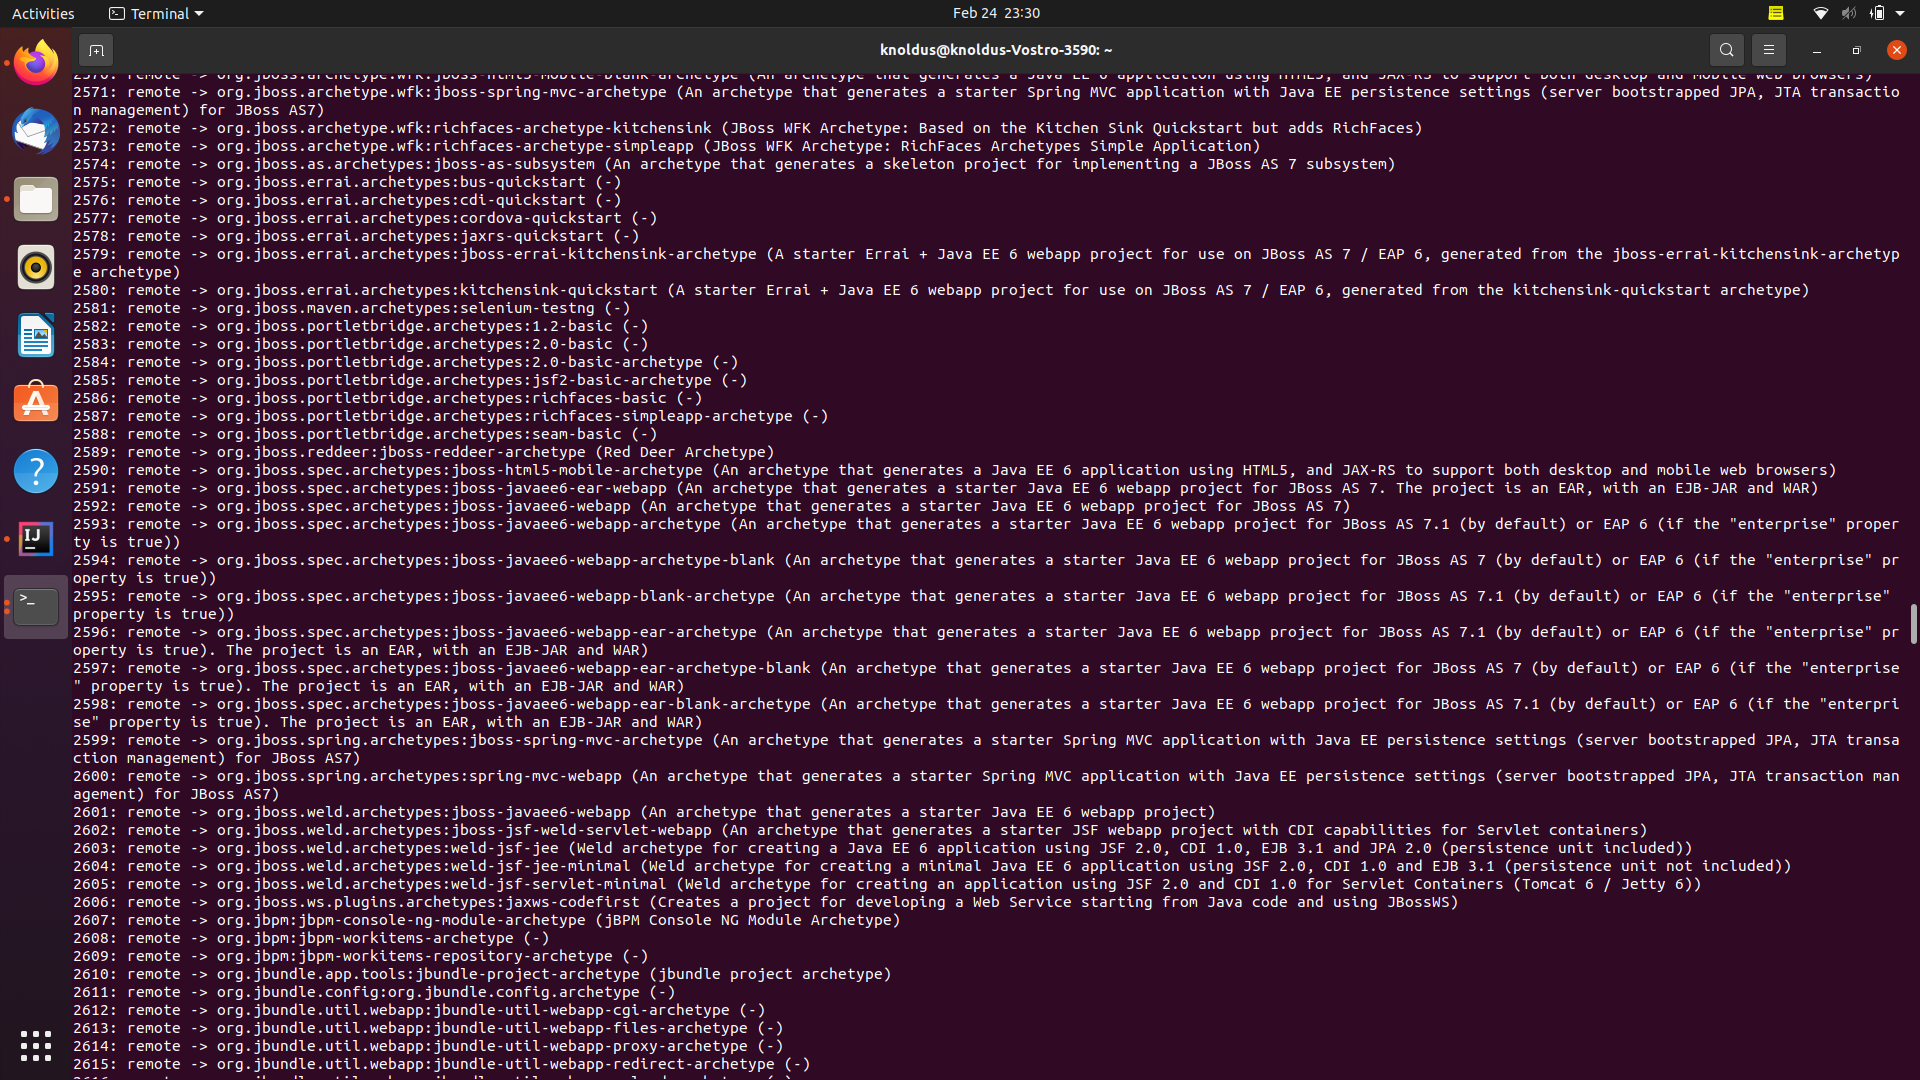 Activities
Terminal
Feb 24 23:30
knoldus@knoldus-Vostro-3590: ~
2570: remote -> org.jboss.archetype.wfk:jboss-html5-mobile-blank-archetype (An archetype that generates a Java EE 6 application using HTML5, and JAX-RS to support both desktop and mobile web browsers)
2571: remote -> org.jboss.archetype.wfk:jboss-spring-mvc-archetype (An archetype that generates a starter Spring MVC application with Java EE persistence settings (server bootstrapped JPA, JTA transactio
n management) for JBoss AS7)
2572: remote -> org.jboss.archetype.wfk:richfaces-archetype-kitchensink (JBoss WFK Archetype: Based on the Kitchen Sink Quickstart but adds RichFaces)
2573: remote -> org.jboss.archetype.wfk:richfaces-archetype-simpleapp (JBoss WFK Archetype: RichFaces Archetypes Simple Application)
2574: remote -> org.jboss.as.archetypes:jboss-as-subsystem (An archetype that generates a skeleton project for implementing a JBoss AS 7 subsystem)
2575: remote -> org.jboss.errai.archetypes:bus-quickstart (-)
2576: remote -> org.jboss.errai.archetypes:cdi-quickstart (-)
2577: remote -> org.jboss.errai.archetypes:cordova-quickstart (-)
2578: remote -> org.jboss.errai.archetypes:jaxrs-quickstart (-)
2579: remote -> org.jboss.errai.archetypes:jboss-errai-kitchensink-archetype (A starter Errai + Java EE 6 webapp project for use on JBoss AS 7 / EAP 6, generated from the jboss-errai-kitchensink-archetyp
e archetype)
2580: remote -> org.jboss.errai.archetypes:kitchensink-quickstart (A starter Errai + Java EE 6 webapp project for use on JBoss AS 7 / EAP 6, generated from the kitchensink-quickstart archetype)
2581: remote -> org.jboss.maven.archetypes:selenium-testng (-)
2582: remote -> org.jboss.portletbridge.archetypes:1.2-basic (-)
2583: remote -> org.jboss.portletbridge.archetypes:2.0-basic (-)
2584: remote -> org.jboss.portletbridge.archetypes:2.0-basic-archetype (-)
2585: remote -> org.jboss.portletbridge.archetypes:jsf2-basic-archetype (-)
2586: remote -> org.jboss.portletbridge.archetypes:richfaces-basic (-)
2587: remote -> org.jboss.portletbridge.archetypes:richfaces-simpleapp-archetype (-)
2588: remote -> org.jboss.portletbridge.archetypes:seam-basic (-)
2589: remote -> org.jboss.reddeer:jboss-reddeer-archetype (Red Deer Archetype)
2590: remote -> org.jboss.spec.archetypes:jboss-html5-mobile-archetype (An archetype that generates a Java EE 6 application using HTML5, and JAX-RS to support both desktop and mobile web browsers)
2591: remote -> org.jboss.spec.archetypes:jboss-javaee6-ear-webapp (An archetype that generates a starter Java EE 6 webapp project for JBoss AS 7. The project is an EAR, with an EJB-JAR and WAR)
2592: remote -> org.jboss.spec.archetypes:jboss-javaee6-webapp (An archetype that generates a starter Java EE 6 webapp project for JBoss AS 7)
2593: remote -> org.jboss.spec.archetypes:jboss-javaee6-webapp-archetype (An archetype that generates a starter Java EE 6 webapp project for JBoss AS 7.1 (by default) or EAP 6 (if the "enterprise" proper
ty is true))
2594: remote -> org.jboss.spec.archetypes:jboss-javaee6-webapp-archetype-blank (An archetype that generates a starter Java EE 6 webapp project for JBoss AS 7 (by default) or EAP 6 (if the "enterprise" pr
operty is true))
2595: remote -> org.jboss.spec.archetypes:jboss-javaee6-webapp-blank-archetype (An archetype that generates a starter Java EE 6 webapp project for JBoss AS 7.1 (by default) or EAP 6 (if the "enterprise"
property is true))
2596: remote -> org.jboss.spec.archetypes:jboss-javaee6-webapp-ear-archetype (An archetype that generates a starter Java EE 6 webapp project for JBoss AS 7.1 (by default) or EAP 6 (if the "enterprise" pr
operty is true). The project is an EAR, with an EJB-JAR and WAR)
2597: remote -> org.jboss.spec.archetypes:jboss-javaee6-webapp-ear-archetype-blank (An archetype that generates a starter Java EE 6 webapp project for JBoss AS 7 (by default) or EAP 6 (if the "enterprise
" property is true). The project is an EAR, with an EJB-JAR and WAR)
2598: remote -> org.jboss.spec.archetypes:jboss-javaee6-webapp-ear-blank-archetype (An archetype that generates a starter Java EE 6 webapp project for JBoss AS 7.1 (by default) or EAP 6 (if the "enterpri
se" property is true). The project is an EAR, with an EJB-JAR and WAR)
2599: remote -> org.jboss.spring.archetypes:jboss-spring-mvc-archetype (An archetype that generates a starter Spring MVC application with Java EE persistence settings (server bootstrapped JPA, JTA transa
ction management) for JBoss AS7)
2600: remote -> org.jboss.spring.archetypes:spring-mvc-webapp (An archetype that generates a starter Spring MVC application with Java EE persistence settings (server bootstrapped JPA, JTA transaction man
agement) for JBoss AS7)
2601: remote -> org.jboss.weld.archetypes:jboss-javaee6-webapp (An archetype that generates a starter Java EE 6 webapp project)
2602: remote -> org.jboss.weld.archetypes:jboss-jsf-weld-servlet-webapp (An archetype that generates a starter JSF webapp project with CDI capabilities for Servlet containers)
2603: remote -> org.jboss.weld.archetypes:weld-jsf-jee (Weld archetype for creating a Java EE 6 application using JSF 2.0, CDI 1.0, EJB 3.1 and JPA 2.0 (persistence unit included))
2604: remote -> org.jboss.weld.archetypes:weld-jsf-jee-minimal (Weld archetype for creating a minimal Java EE 6 application using JSF 2.0, CDI 1.0 and EJB 3.1 (persistence unit not included))
2605: remote -> org.jboss.weld.archetypes:weld-jsf-servlet-minimal (Weld archetype for creating an application using JSF 2.0 and CDI 1.0 for Servlet Containers (Tomcat 6 / Jetty 6))
2606: remote -> org.jboss.ws.plugins.archetypes:jaxws-codefirst (Creates a project for developing a Web Service starting from Java code and using JBossWS)
2607: remote -> org.jbpm:jbpm-console-ng-module-archetype (jBPM Console NG Module Archetype)
2608: remote -> org.jbpm:jbpm-workitems-archetype (-)
2609: remote -> org.jbpm:jbpm-workitems-repository-archetype (-)
2610: remote -> org.jbundle.app.tools:jbundle-project-archetype (jbundle project archetype)
2611: remote -> org.jbundle.config:org.jbundle.config.archetype (-)
2612: remote -> org.jbundle.util.webapp:jbundle-util-webapp-cgi-archetype (-)
2613: remote -> org.jbundle.util.webapp:jbundle-util-webapp-files-archetype (-)
2614: remote -> org.jbundle.util.webapp:jbundle-util-webapp-proxy-archetype (-)
2615: remote -> org.jbundle.util.webapp:jbundle-util-webapp-redirect-archetype (-)